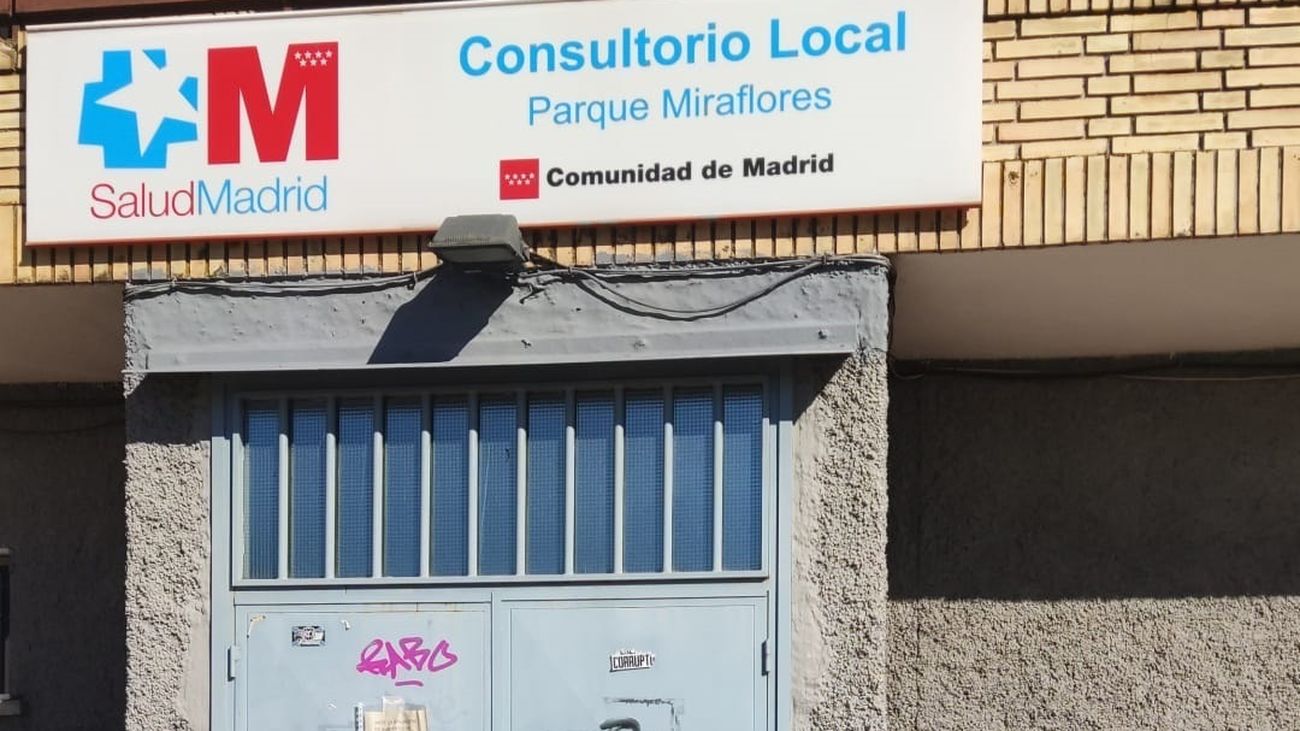 Consultorio Local
Parque Miraflores
M
SaludMadrid
Comunidad de Madrid
CORRUPT